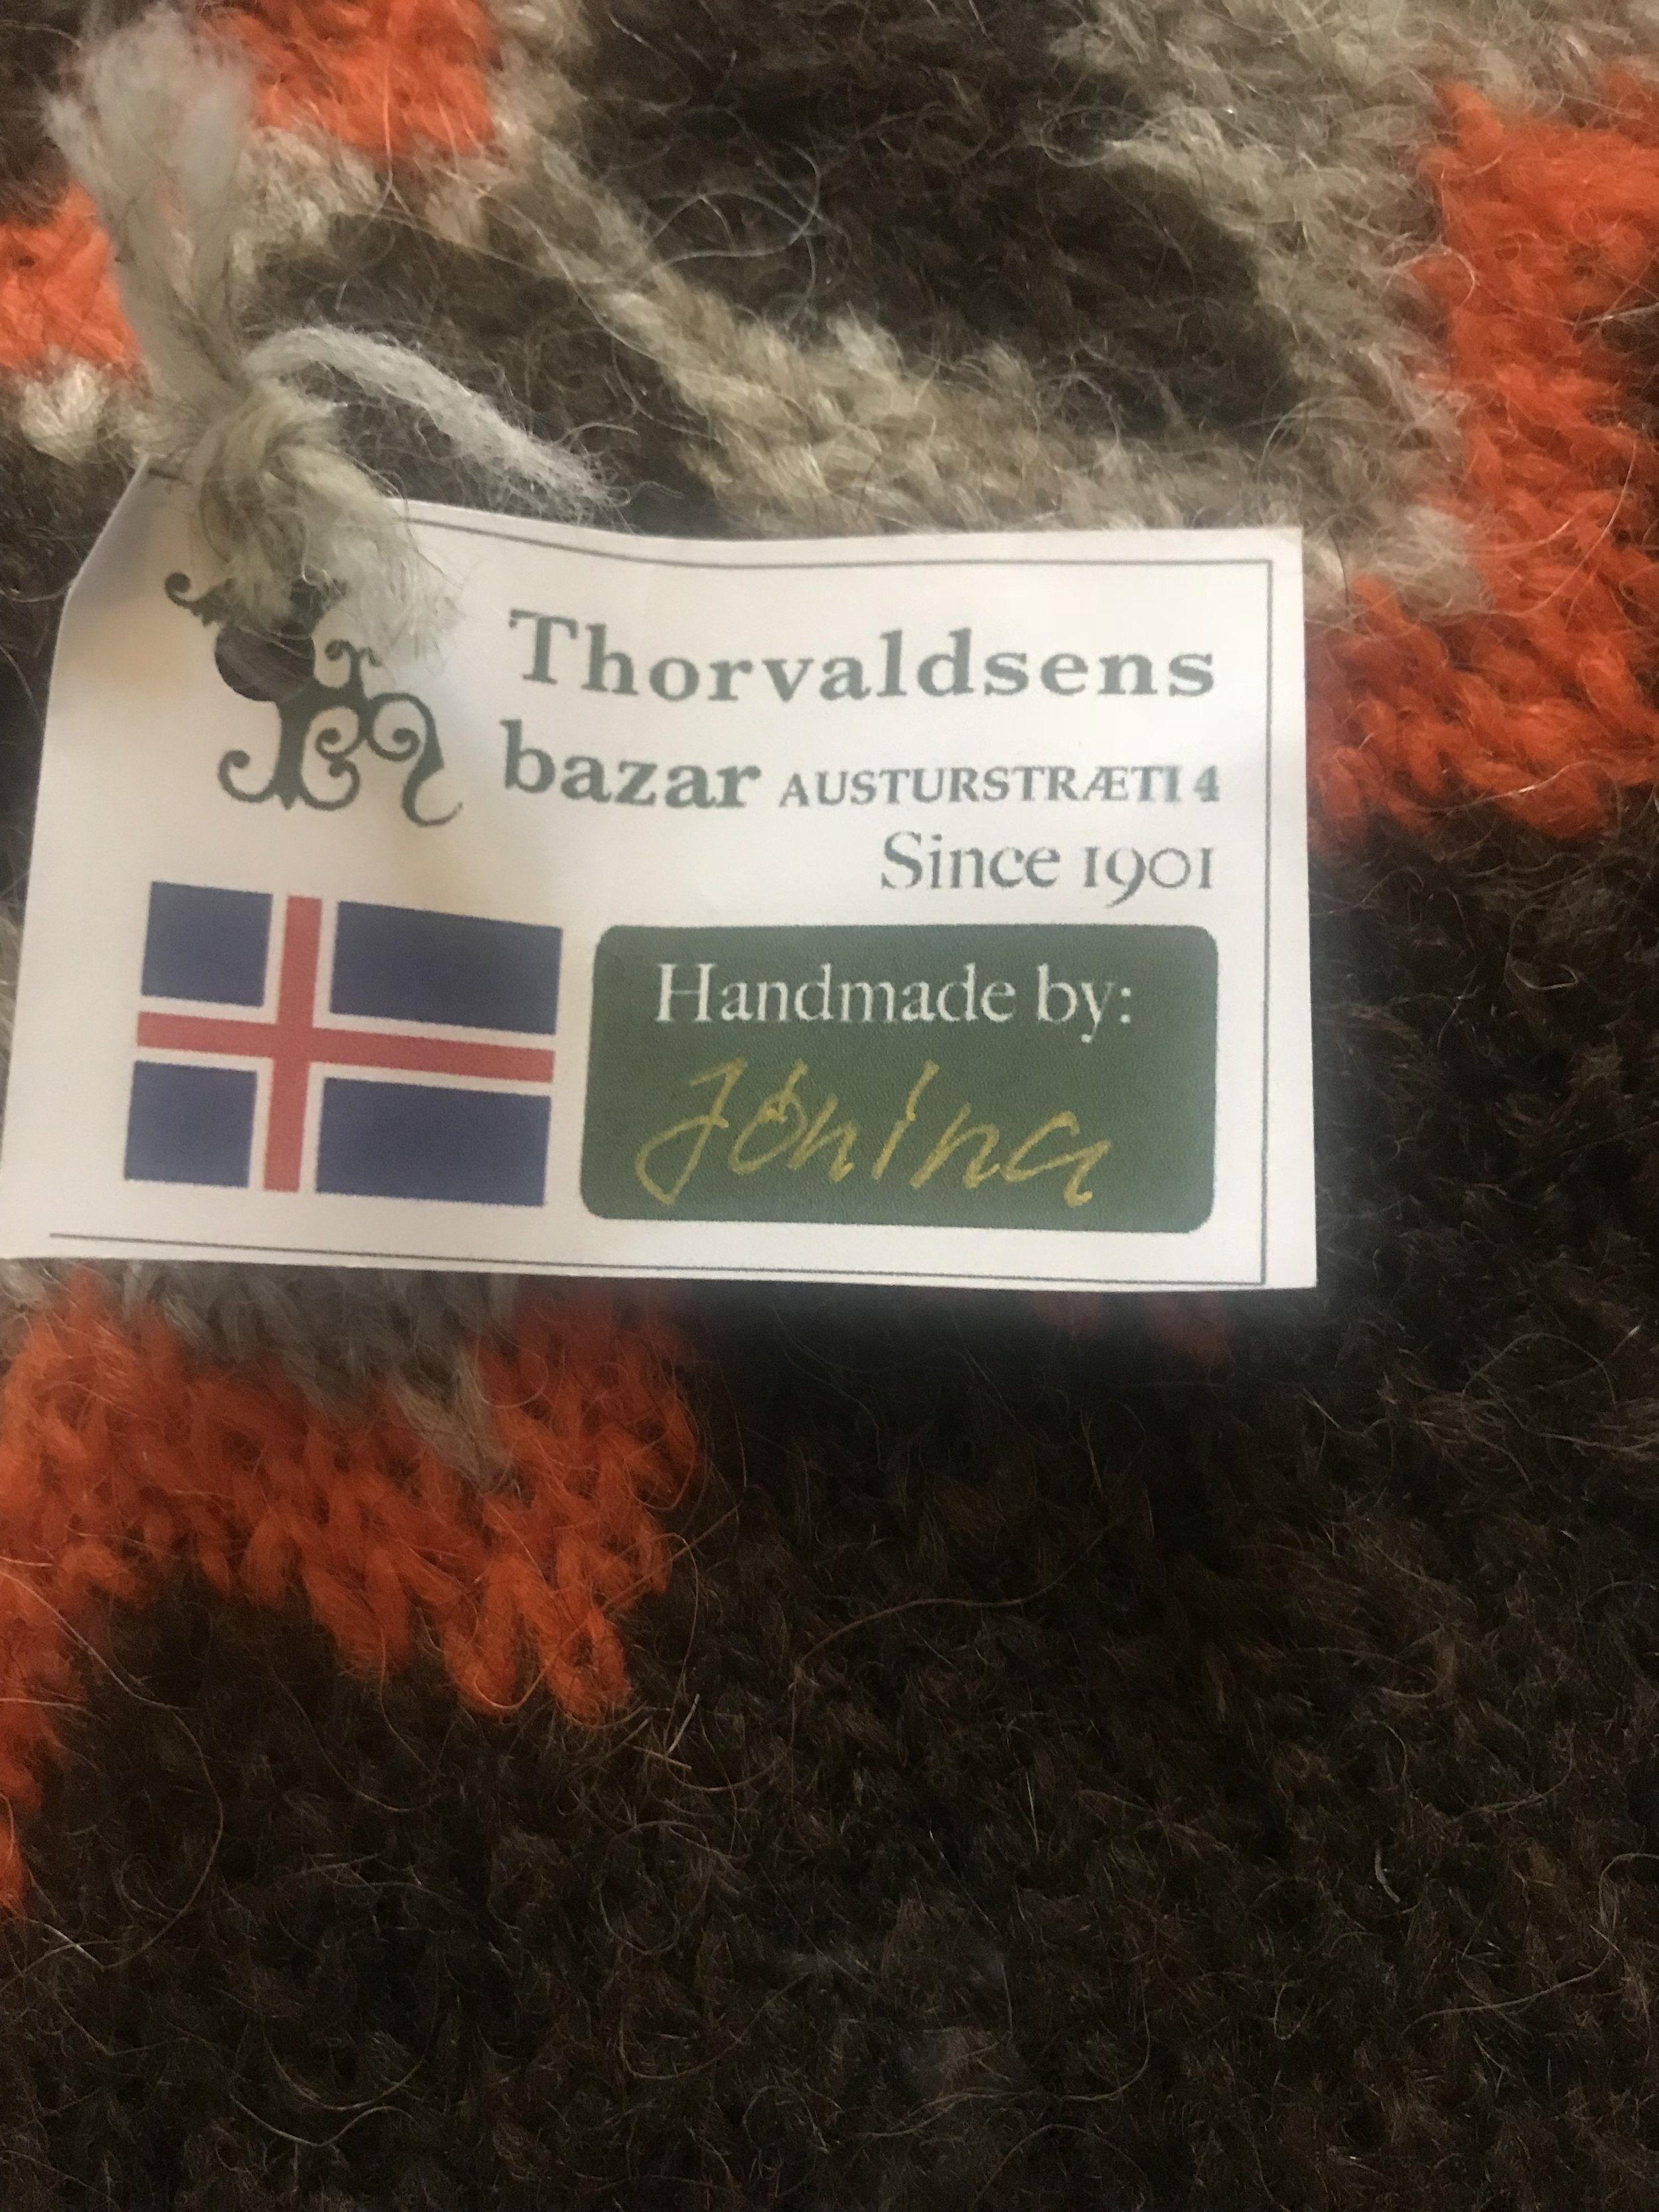 Thorvaldsens
bazar AUSTURSTRÆTI 4
Since 1901
Handmade by:
Jónína